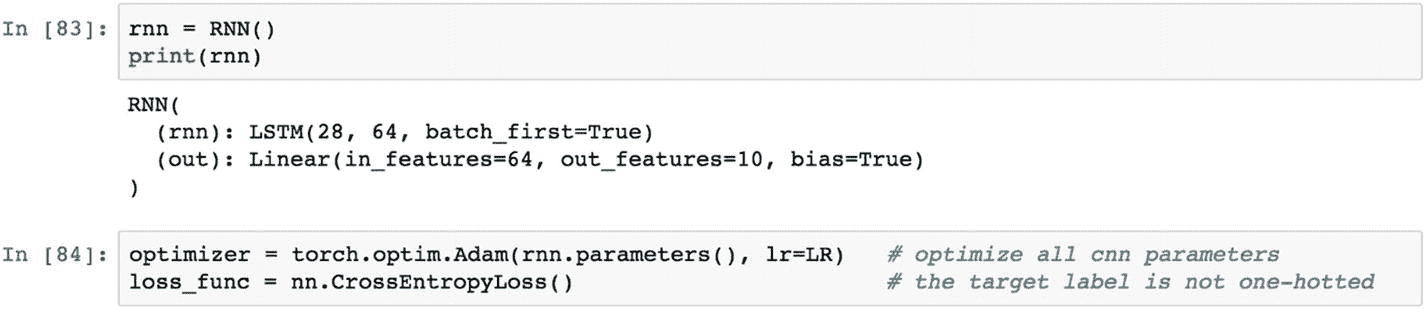 In [83]: rnn = RNN()
print(rnn)
RNN(
  (rnn): LSTM(28, 64, batch_first=True)
  (out): Linear(in_features=64, out_features=10, bias=True)
)
In [84]: optimizer = torch.optim.Adam(rnn.parameters(), lr=LR)   # optimize all cnn parameters
loss_func = nn.CrossEntropyLoss()                       # the target label is not one-hotted